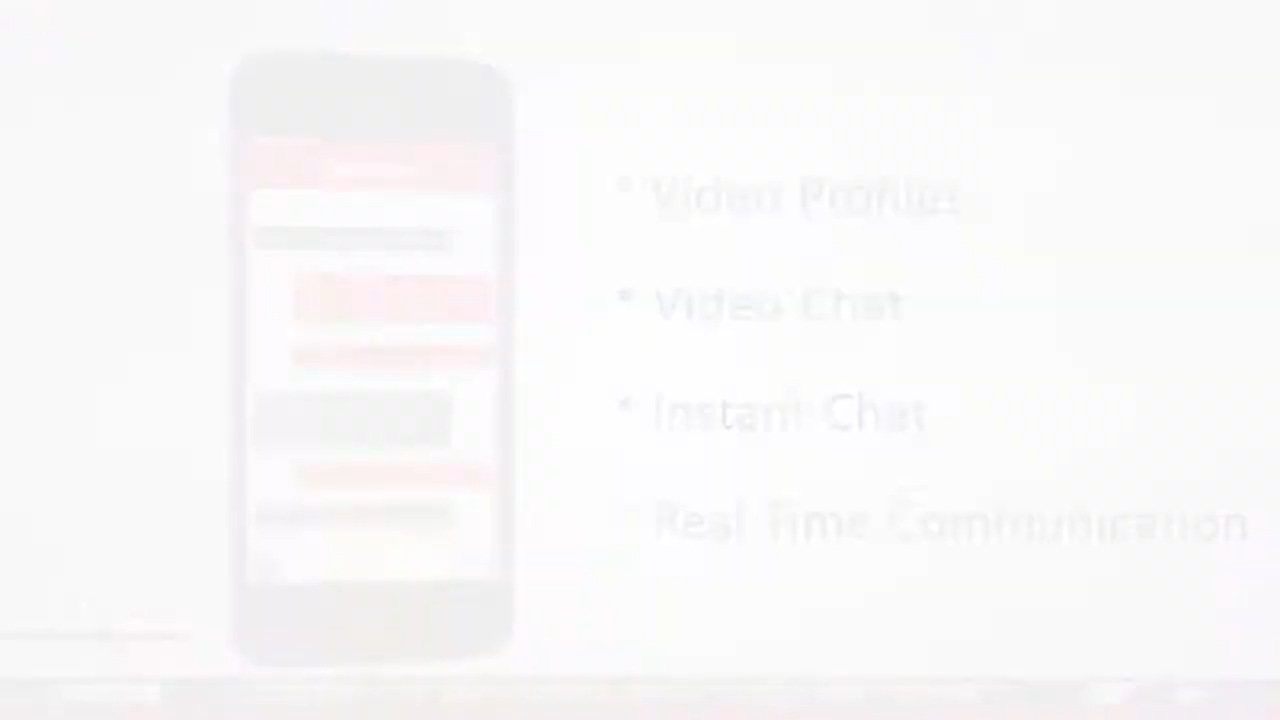 * Video Profiles
* Video Chat
* Instant Chat
Real Time Communication